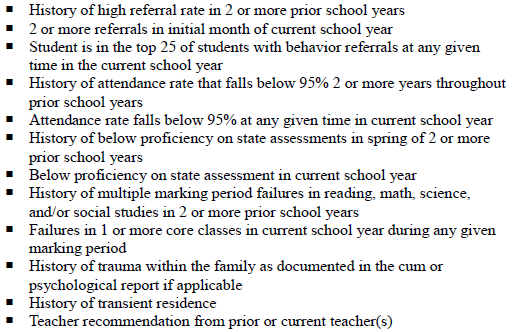 ▪ History of high referral rate in 2 or more prior school years
▪ 2 or more referrals in initial month of current school year
▪ Student is in the top 25 of students with behavior referrals at any given
time in the current school year
▪ History of attendance rate that falls below 95% 2 or more years throughout
prior school years
▪ Attendance rate falls below 95% at any given time in current school year
▪ History of below proficiency on state assessments in spring of 2 or more
prior school years
▪ Below proficiency on state assessment in current school year
▪ History of multiple marking period failures in reading, math, science,
and/or social studies in 2 or more prior school years
▪ Failures in 1 or more core classes in current school year during any given
marking period
▪ History of trauma within the family as documented in the cum or
psychological report if applicable
▪ History of transient residence
▪ Teacher recommendation from prior or current teacher(s)